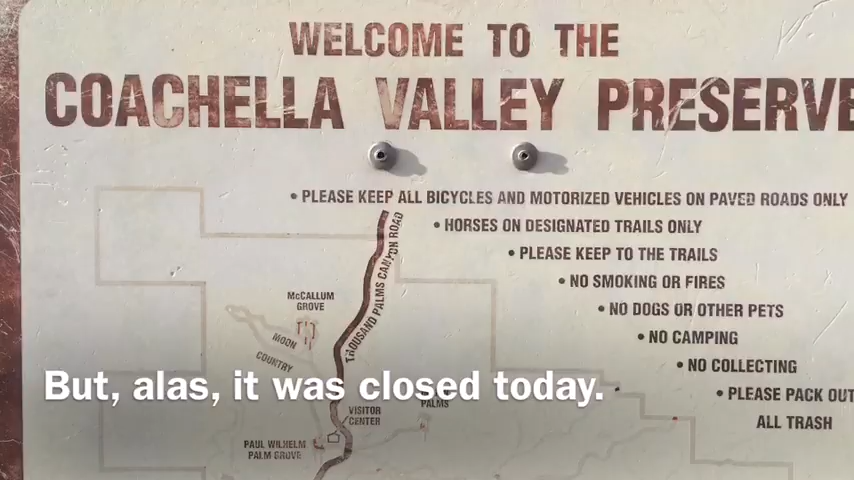 WELCOME TO THE
COACHELLA VALLEY PRESERVE
• PLEASE KEEP ALL BICYCLES AND MOTORIZED VEHICLES ON PAVED ROADS ONLY
• HORSES ON DESIGNATED TRAILS ONLY
• PLEASE KEEP TO THE TRAILS
• NO SMOKING OR FIRES
• NO DOGS OR OTHER PETS
• NO CAMPING
• NO COLLECTING
• PLEASE PACK OUT
ALL TRASH
THOUSAND PALMS CANYON ROAD
McCALLUM
GROVE
MOON
COUNTRY
But, alas, it was closed today.
PALMS
VISITOR
CENTER
PAUL WILHELM
PALM GROVE